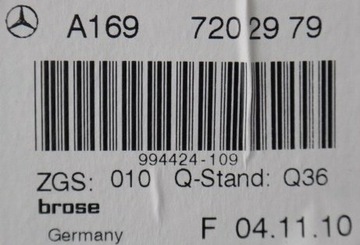 A169 7202979
994424-109
ZGS: 010 Q-Stand: Q36
brose
Germany F 04.11.10